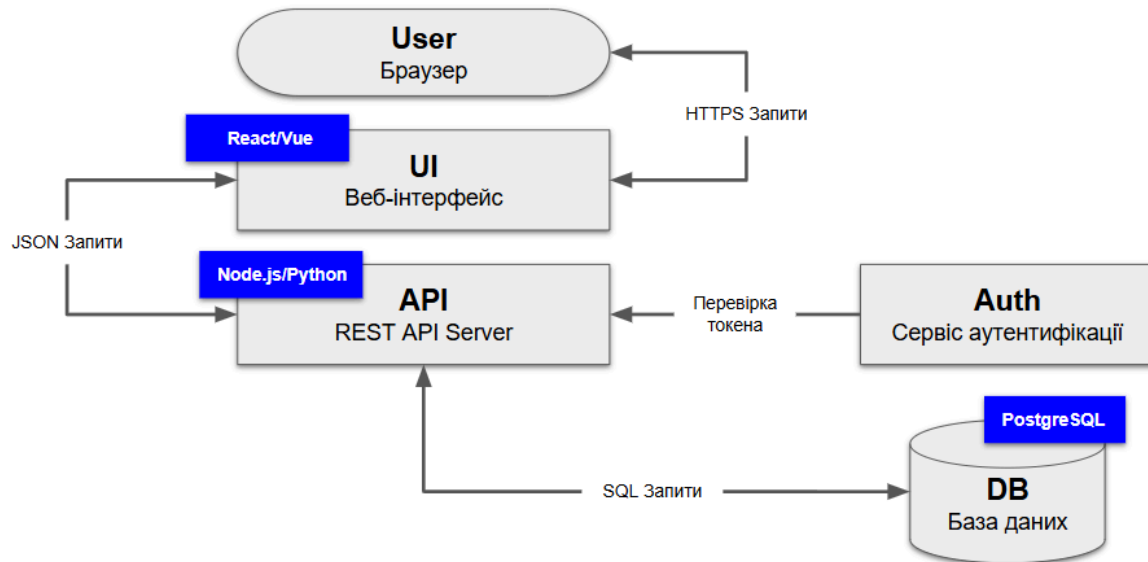 User
Браузер
HTTPS Запити
React/Vue
UI
Веб-інтерфейс
JSON Запити
Node.js/Python
API
REST API Server
Перевірка
токена
Auth
Сервіс аутентифікації
PostgreSQL
DB
База даних
SQL Запити